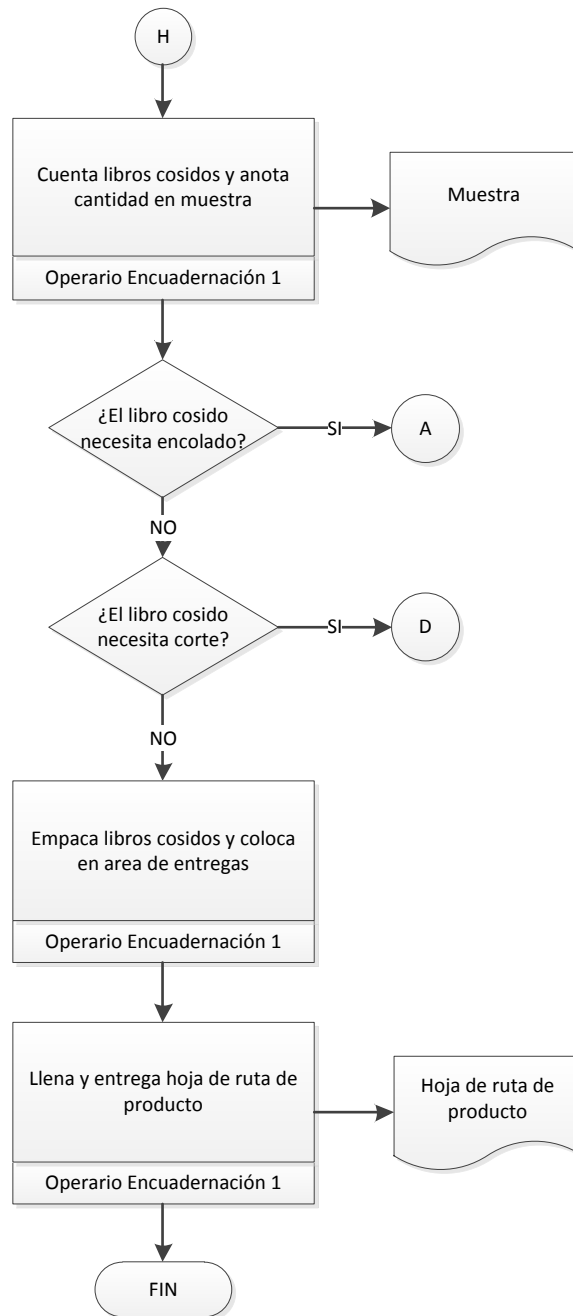 H
Cuenta libros cosidos y anota
cantidad en muestra
Operario Encuadernación 1
Muestra
¿El libro cosido
necesita encolado?
SI
A
NO
¿El libro cosido
necesita corte?
SI
D
NO
Empaca libros cosidos y coloca
en area de entregas
Operario Encuadernación 1
Llena y entrega hoja de ruta de
producto
Operario Encuadernación 1
Hoja de ruta de
producto
FIN